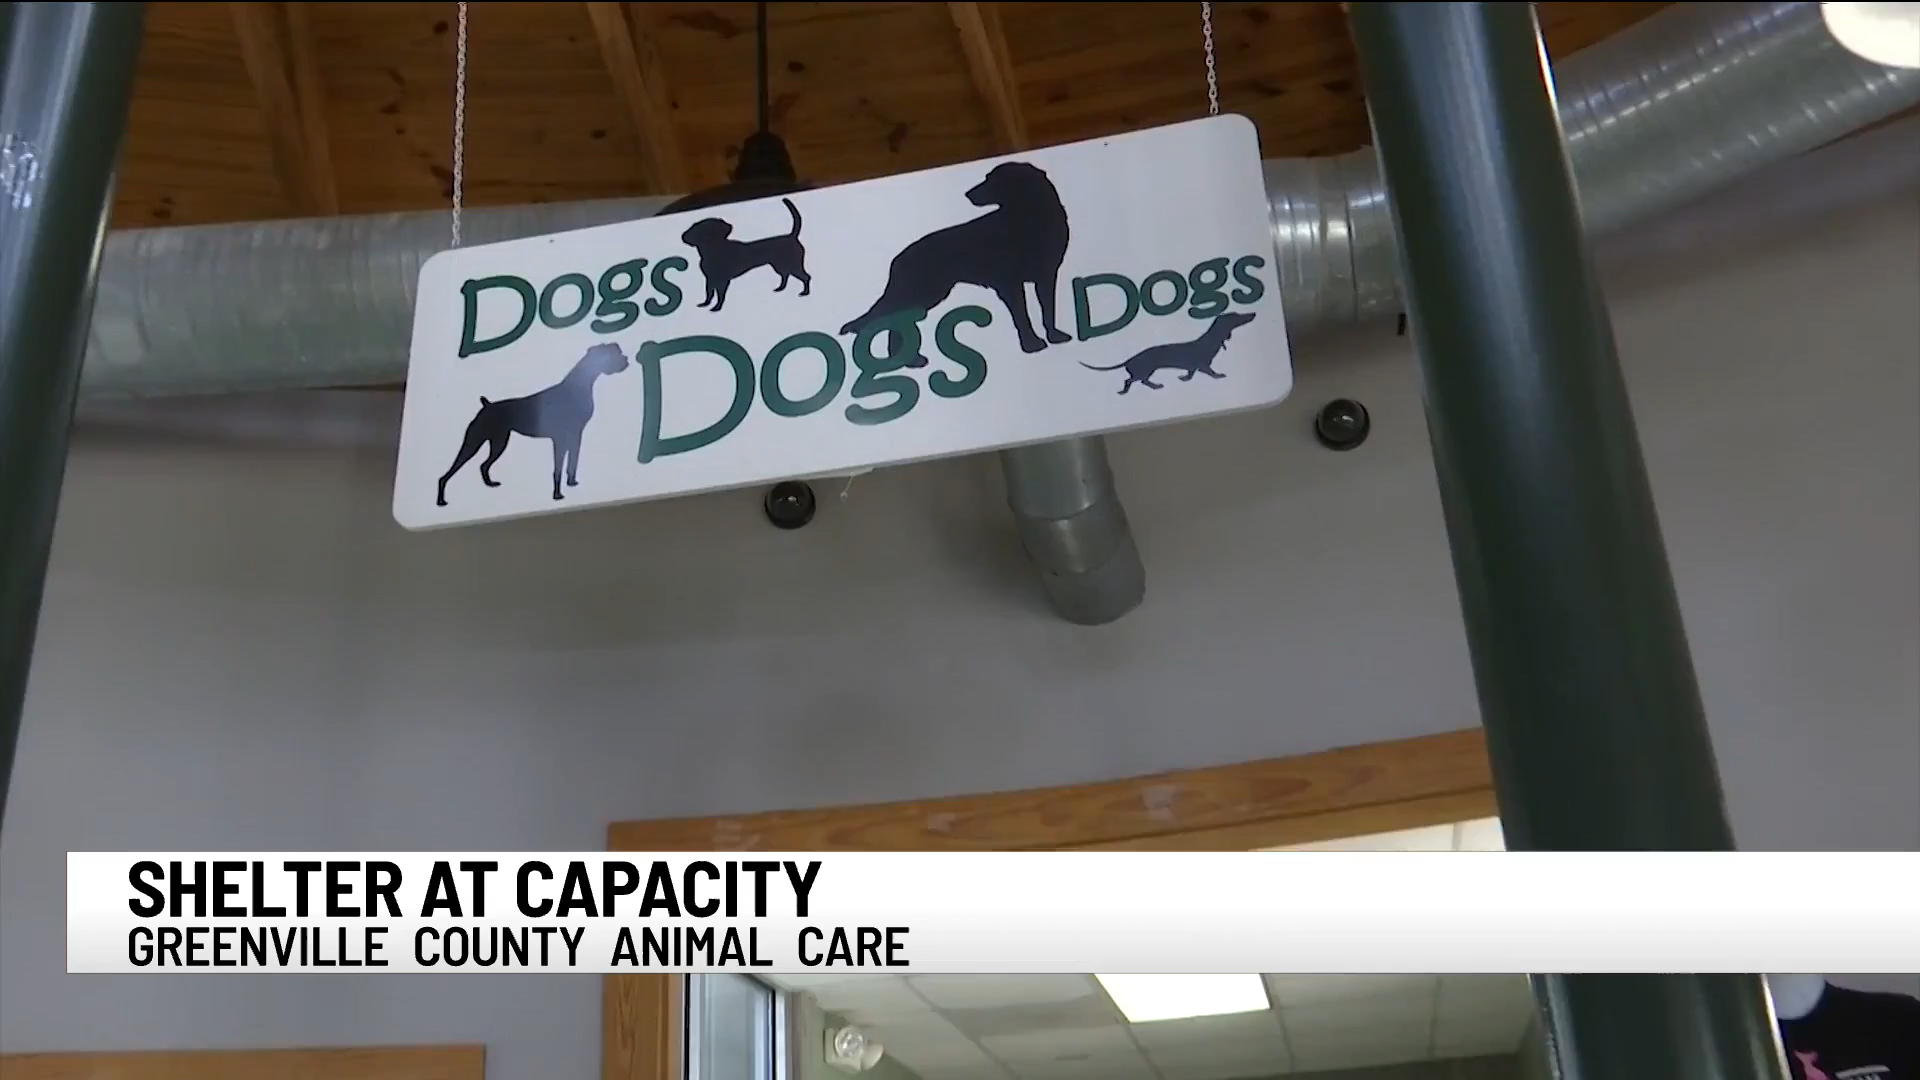 Dogs
Dogs
Dogs
SHELTER AT CAPACITY
GREENVILLE COUNTY ANIMAL CARE